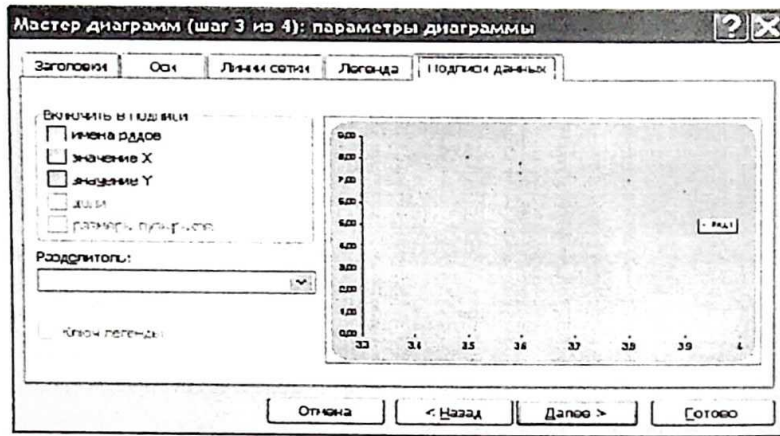 Мастер диаграмм (шаг 3 из 4): параметры диаграммы
Заголовки Оси Линии сетки Легенда Подписи данных
Включить в подписи
имена рядов
значение X
значение Y
доли
размеры пузырьков
Разделитель:
Ключ легенды
9,00
8,00
7,00
6,00
5,00
4,00
3,00
2,00
1,00
0,00
3,3 3,4 3,5 3,6 3,7 3,8 3,9 4
Ряд1
Отмена < Назад Далее > Готово